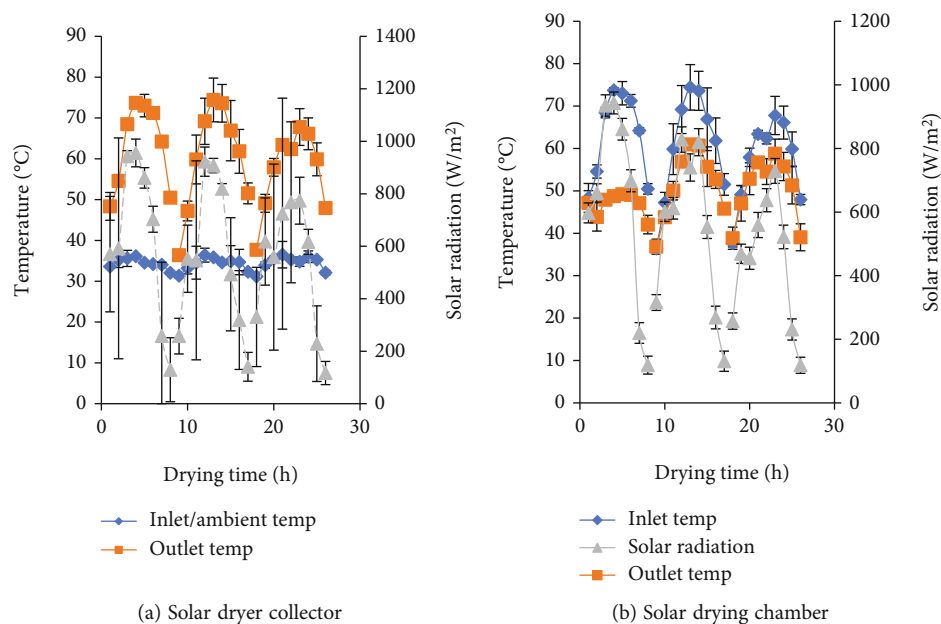 90
80
70
60
50
40
30
20
10
0
Temperature (°C)
1400
1200
1000
800
600
400
200
0
Solar radiation (W/m²)
0 10 20 30
Drying time (h)
Inlet/ambient temp
Outlet temp
(a) Solar dryer collector
90
80
70
60
50
40
30
20
10
0
Temperature (°C)
1200
1000
800
600
400
200
0
Solar radiation (W/m²)
0 10 20 30
Drying time (h)
Inlet temp
Solar radiation
Outlet temp
(b) Solar drying chamber